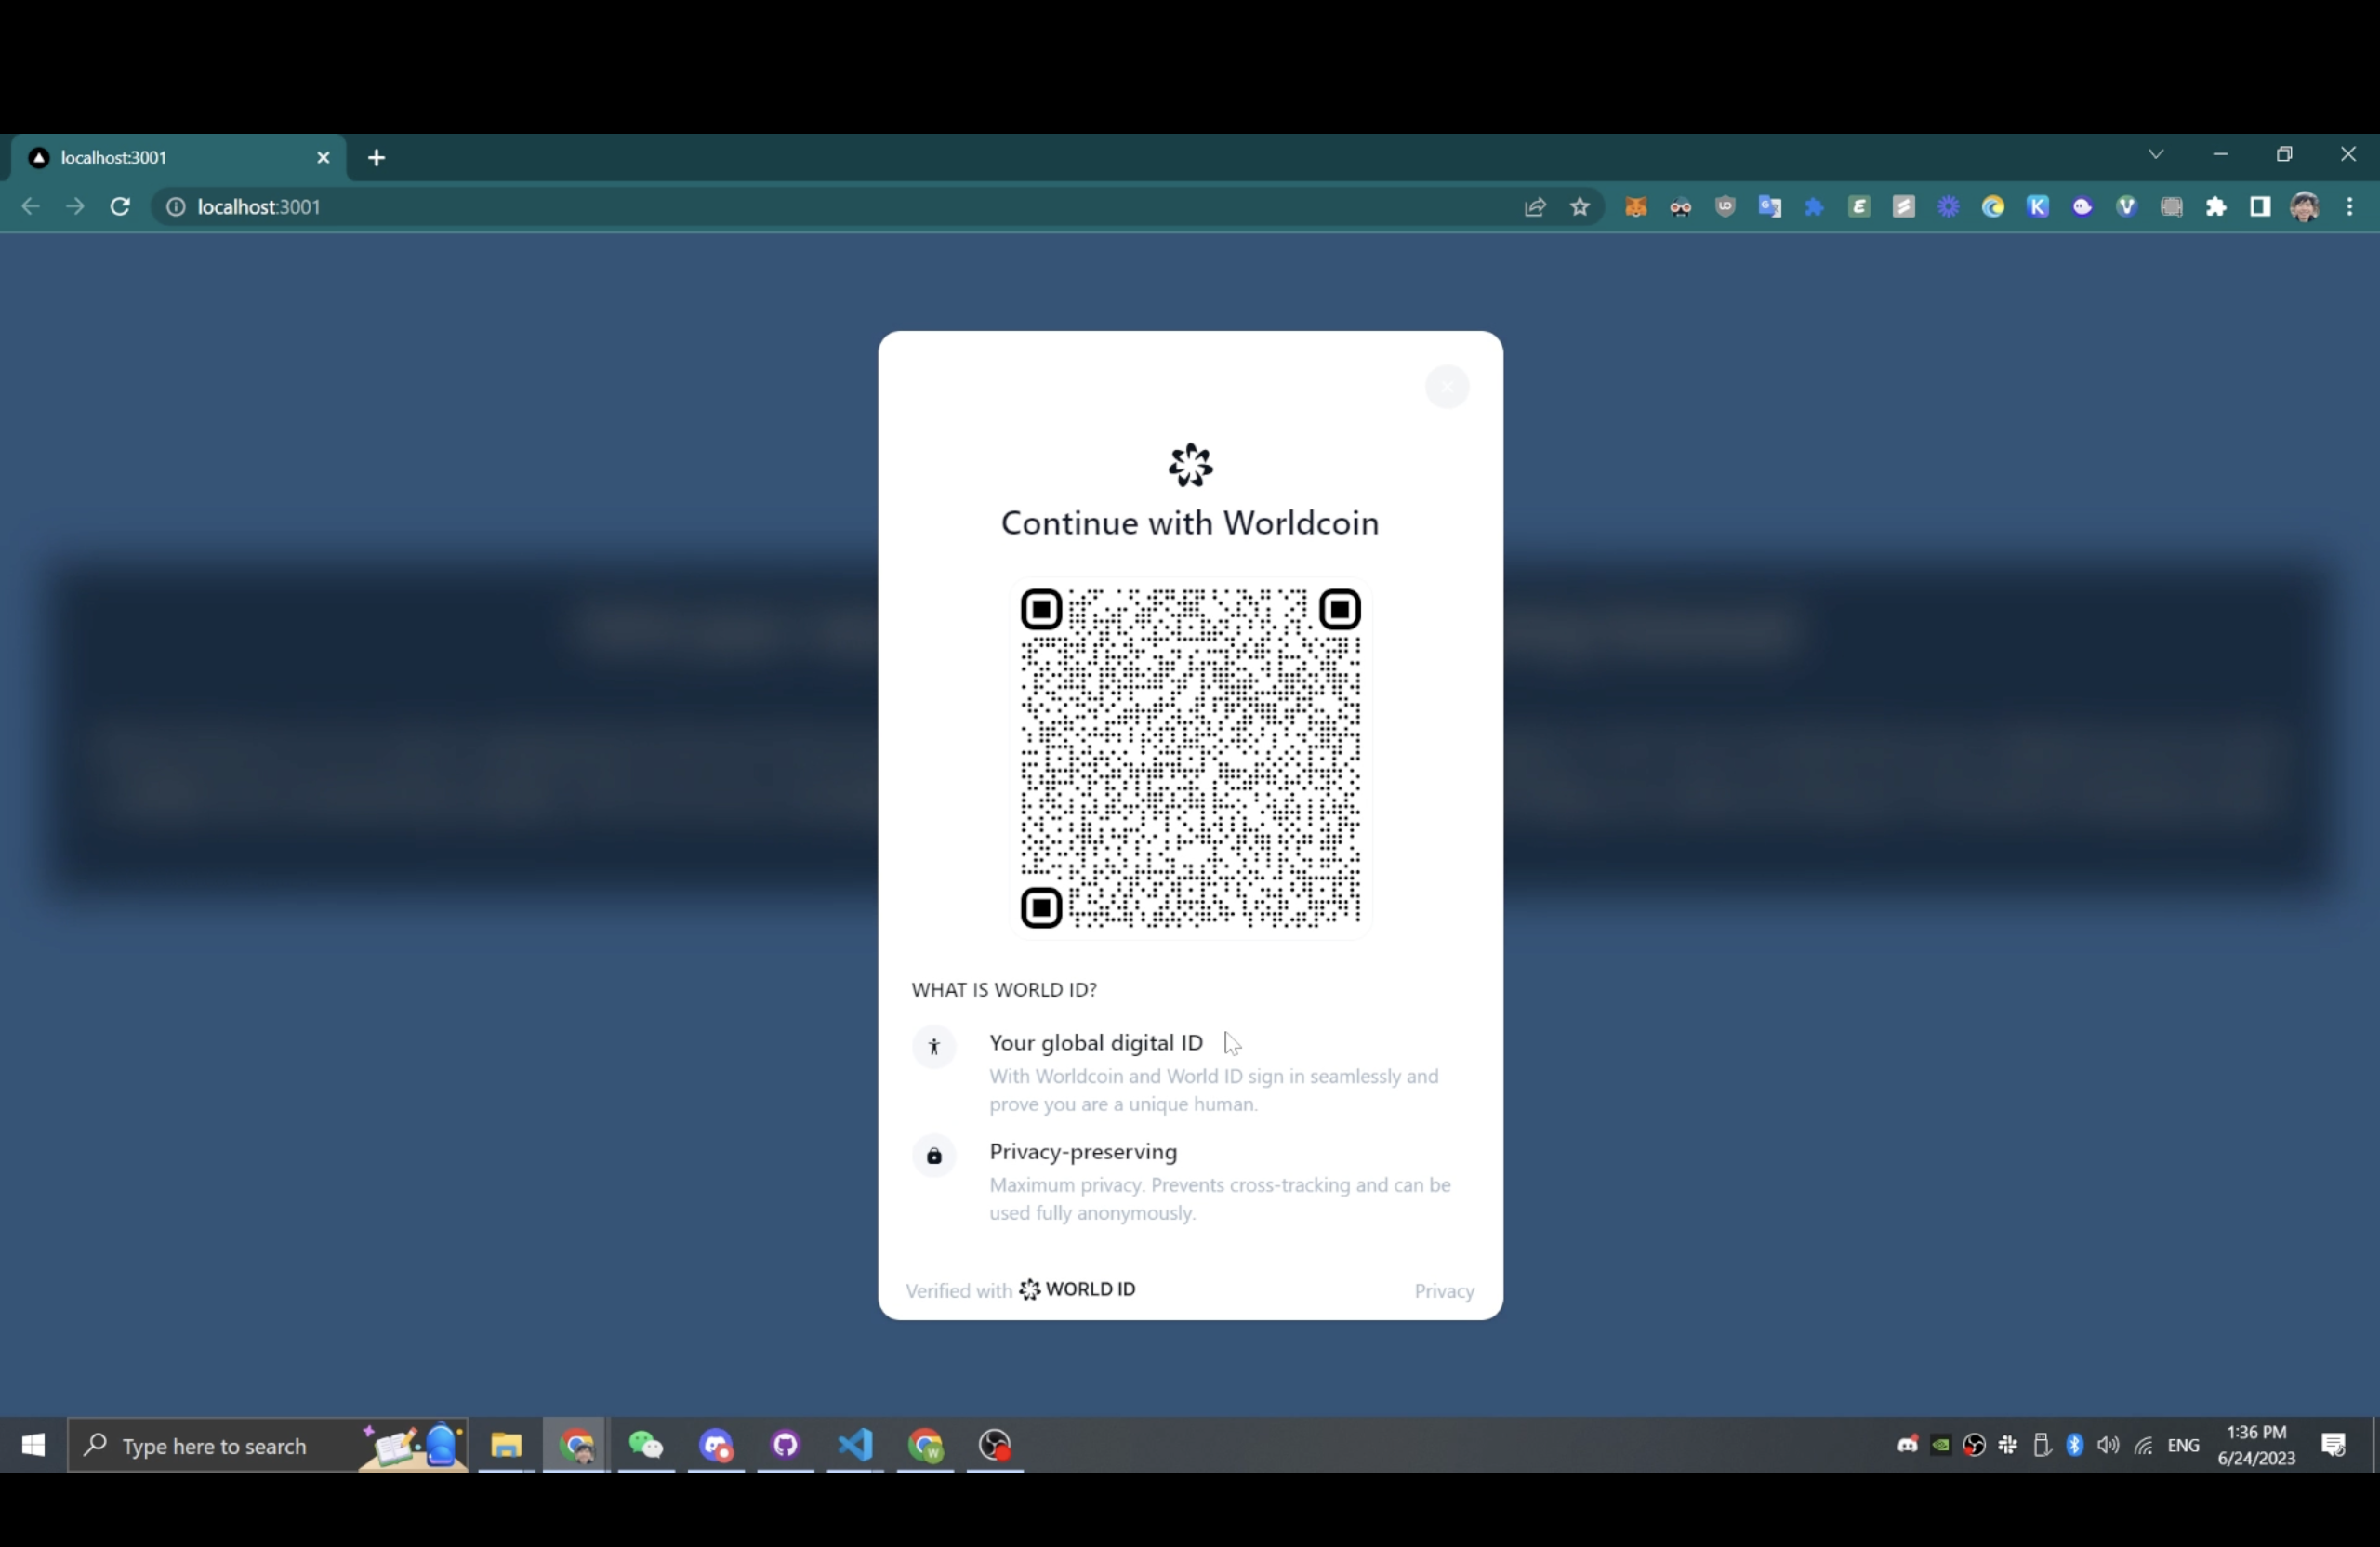 localhost:3001
localhost:3001
Continue with Worldcoin
WHAT IS WORLD ID?
Your global digital ID
With Worldcoin and World ID sign in seamlessly and
prove you are a unique human.
Privacy-preserving
Maximum privacy. Prevents cross-tracking and can be
used fully anonymously.
Verified with WORLD ID
Privacy
Type here to search
ENG
1:36 PM
6/24/2023